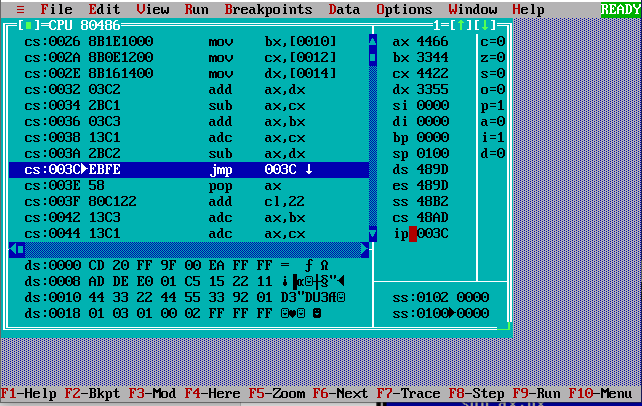 ≡ File Edit View Run Breakpoints Data Options Window Help READY
[■]=CPU 80486 1=[↑][↓]
cs:0026 8B1E1000 mov bx,[0010] ax 4466 c=0
cs:002A 8B0E1200 mov cx,[0012] bx 3344 z=0
cs:002E 8B161400 mov dx,[0014] cx 4422 s=0
cs:0032 03C2 add ax,dx dx 3355 o=0
cs:0034 2BC1 sub ax,cx si 0000 p=1
cs:0036 03C3 add ax,bx di 0000 a=0
cs:0038 13C1 adc ax,cx bp 0000 i=1
cs:003A 2BC2 sub ax,dx sp 0100 d=0
cs:003C►EBFE jmp 003C ↓ ds 489D
cs:003E 58 pop ax es 489D
cs:003F 80C122 add cl,22 ss 48B2
cs:0042 13C3 adc ax,bx cs 48AD
cs:0044 13C1 adc ax,cx ip 003C
ds:0000 CD 20 FF 9F 00 EA FF FF = ƒ Ω
ds:0008 AD DE E0 01 C5 15 22 11 ¡▐α☺┼§"◄
ds:0010 44 33 22 44 55 33 92 01 D3"DU3Æ☺ ss:0102 0000
ds:0018 01 03 01 00 02 FF FF FF ☺♥☺ ☻ ss:0100►0000
F1-Help F2-Bkpt F3-Mod F4-Here F5-Zoom F6-Next F7-Trace F8-Step F9-Run F10-Menu